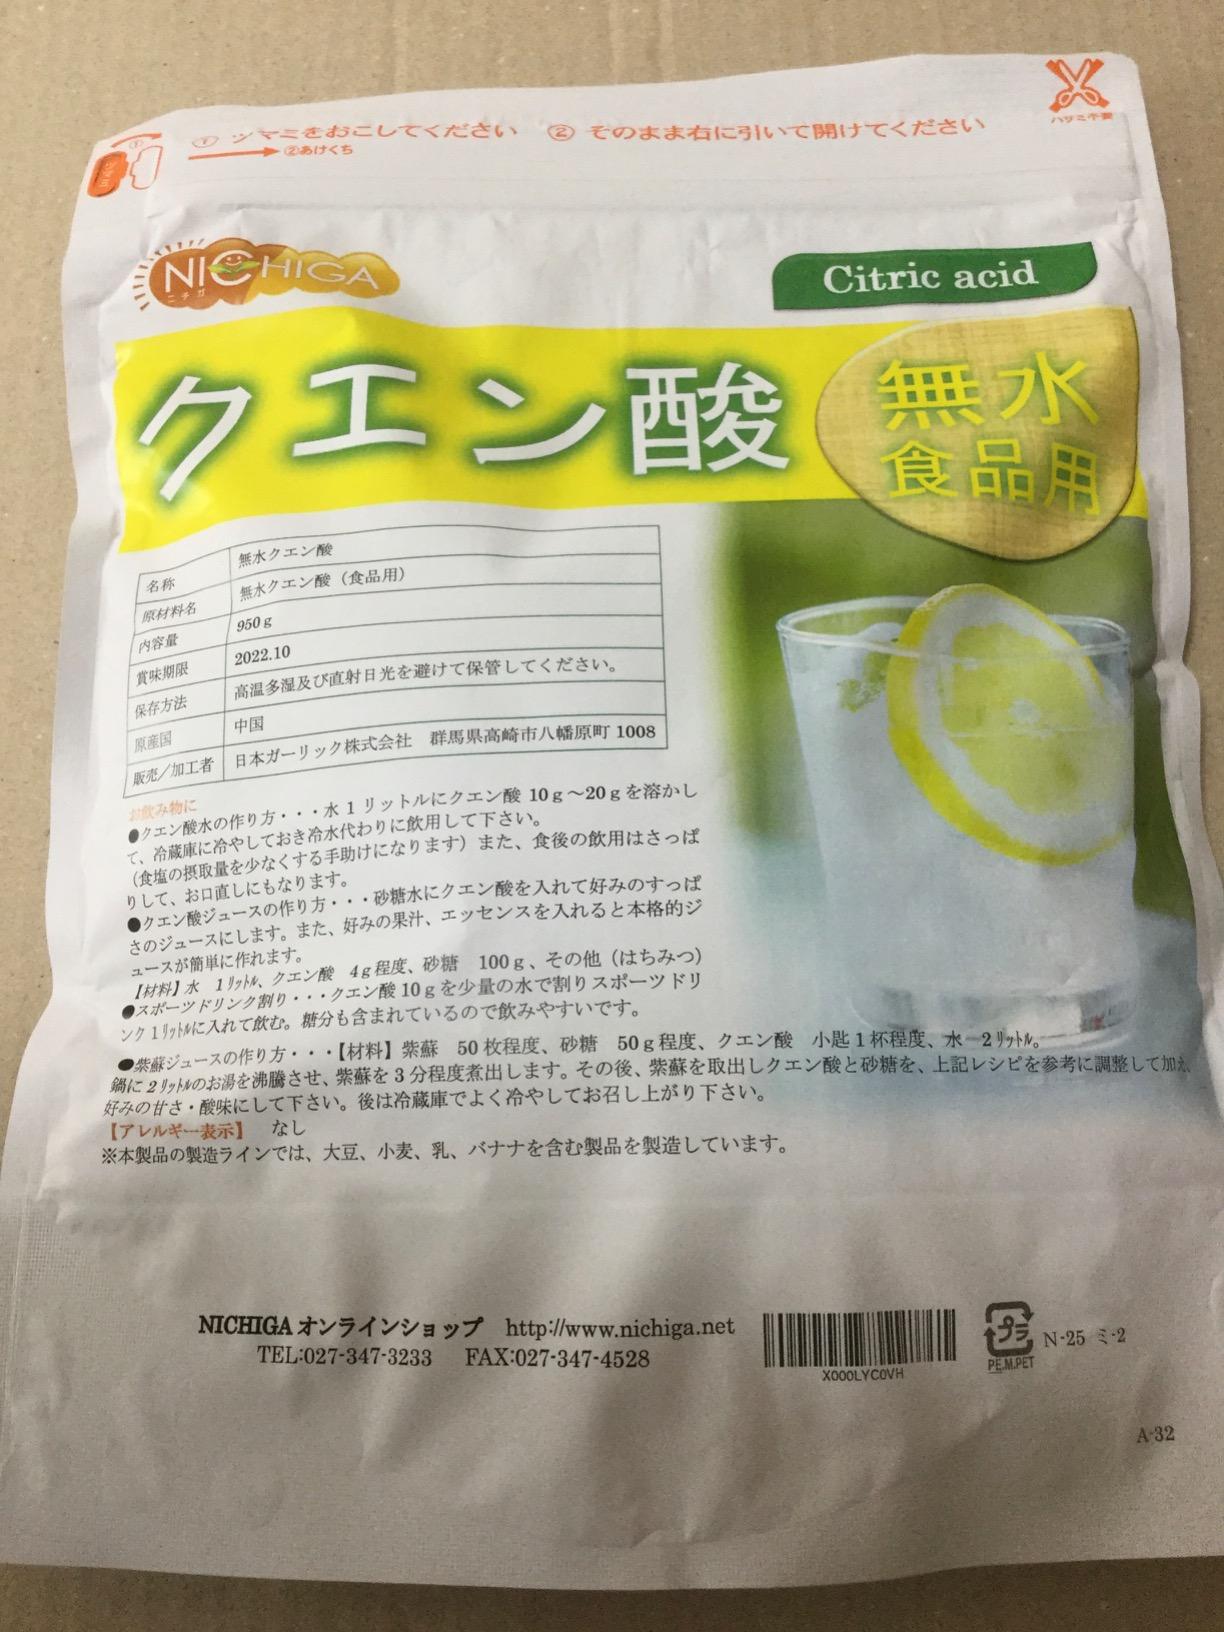 ① ツマミをおこしてください ② そのまま右に引いて開けてください
①
ツマミ
②あけくち
ハサミ不要
NICHIGA
ニチガ
Citric acid
クエン酸
無水
食品用
名称 無水クエン酸
原材料名 無水クエン酸（食品用）
内容量 950g
賞味期限 2022.10
保存方法 高温多湿及び直射日光を避けて保管してください。
原産国 中国
販売／加工者 日本ガーリック株式会社 群馬県高崎市八幡原町 1008
お飲み物に
●クエン酸水の作り方・・・水 1 リットルにクエン酸 10g～20gを溶かし
て、冷蔵庫に冷やしておき冷水代わりに飲用して下さい。
（食塩の摂取量を少なくする手助けになります）また、食後の飲用はさっぱ
りして、お口直しにもなります。
●クエン酸ジュースの作り方・・・砂糖水にクエン酸を入れて好みのすっぱ
さのジュースにします。また、好みの果汁、エッセンスを入れると本格的ジ
ュースが簡単に作れます。
【材料】水 1リットル、クエン酸 4g程度、砂糖 100g、その他（はちみつ）
●スポーツドリンク割り・・・クエン酸10gを少量の水で割りスポーツドリ
ンク1リットルに入れて飲む。糖分も含まれているので飲みやすいです。
●紫蘇ジュースの作り方・・・【材料】紫蘇 50枚程度、砂糖 50g程度、クエン酸 小匙1杯程度、水 2リットル。
鍋に2リットルのお湯を沸騰させ、紫蘇を3分程度煮出します。その後、紫蘇を取出しクエン酸と砂糖を、上記レシピを参考に調整して加え、
好みの甘さ・酸味にして下さい。後は冷蔵庫でよく冷やしてお召し上がり下さい。
【アレルギー表示】 なし
※本製品の製造ラインでは、大豆、小麦、乳、バナナを含む製品を製造しています。
NICHIGAオンラインショップ http://www.nichiga.net
TEL:027-347-3233 FAX:027-347-4528
X000LYC0VH
プラ
PE.M.PET
N-25 ミ-2
A-32